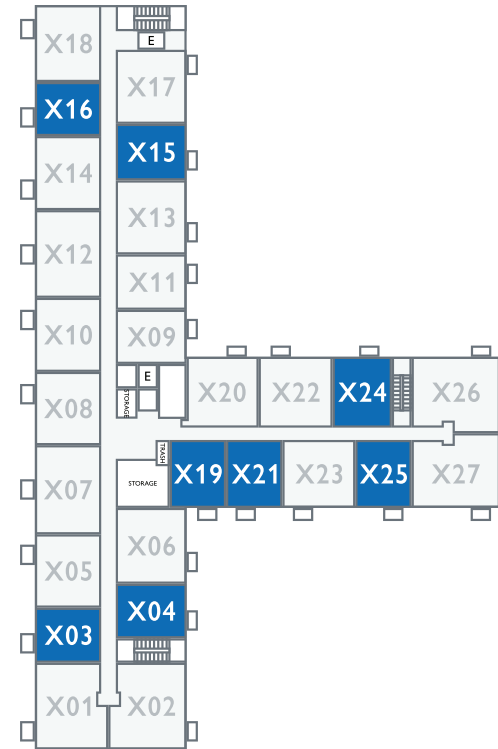 X18
E
X17
X16
X15
X14
X13
X12
X11
X10
X09
E
STORAGE
X20
X22
X24
X26
X08
TRASH
X19
X21
X23
X25
X27
STORAGE
X07
X06
X05
X04
X03
X01
X02